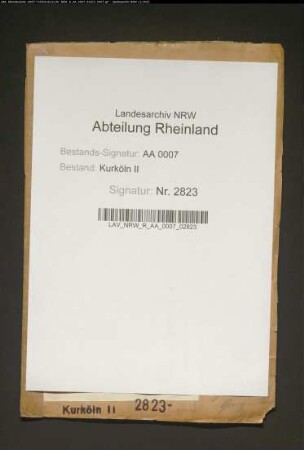 Landesarchiv NRW
Abteilung Rheinland
Bestands-Signatur: AA 0007
Bestand: Kurköln II
Signatur: Nr. 2823
LAV_NRW_R_AA_0007_02823
Kurköln II 2823-